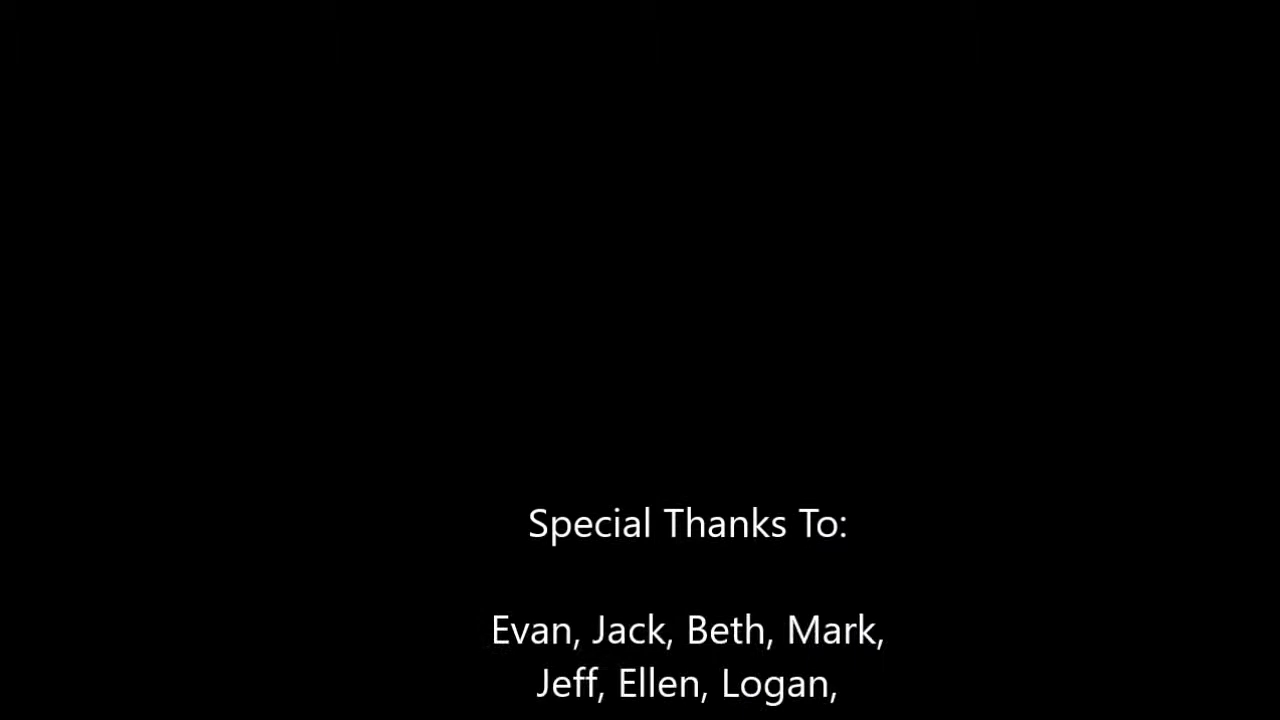 Special Thanks To:
Evan, Jack, Beth, Mark,
Jeff, Ellen, Logan,